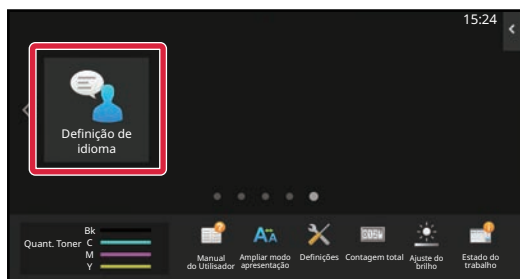 15:24
Definição de
idioma
Bk
Quant. Toner C
M
Y
Manual
do Utilisador
Ampliar modo
apresentação
Definições
Contagem total
Ajuste do
brilho
Estado do
trabalho